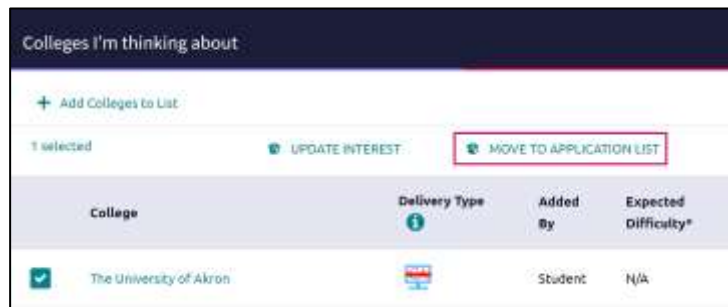 Colleges I'm thinking about
+ Add Colleges to List
1 selected UPDATE INTEREST MOVE TO APPLICATION LIST
College Delivery Type Added By Expected Difficulty*
The University of Akron Student N/A